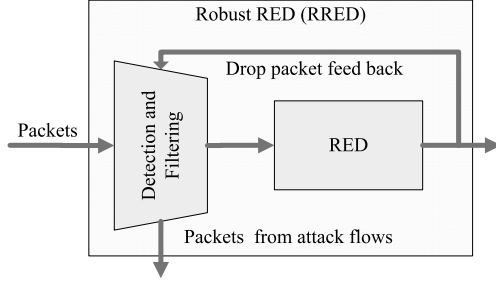 Robust RED (RRED)
Drop packet feed back
Packets
Detection and
Filtering
RED
Packets from attack flows